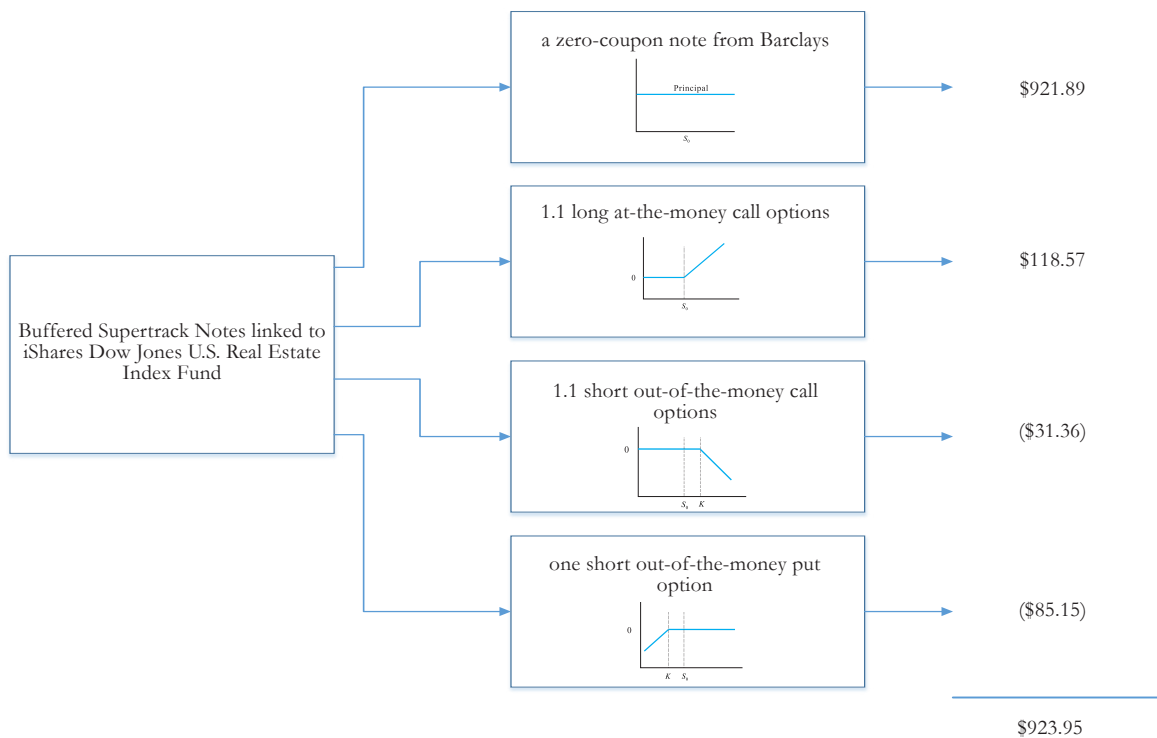 a zero-coupon note from Barclays
Principal
S₀
$921.89
1.1 long at-the-money call options
0
S₀
$118.57
Buffered Supertrack Notes linked to
iShares Dow Jones U.S. Real Estate
Index Fund
1.1 short out-of-the-money call
options
0
S₀ K
($31.36)
one short out-of-the-money put
option
0
K S₀
($85.15)
$923.95